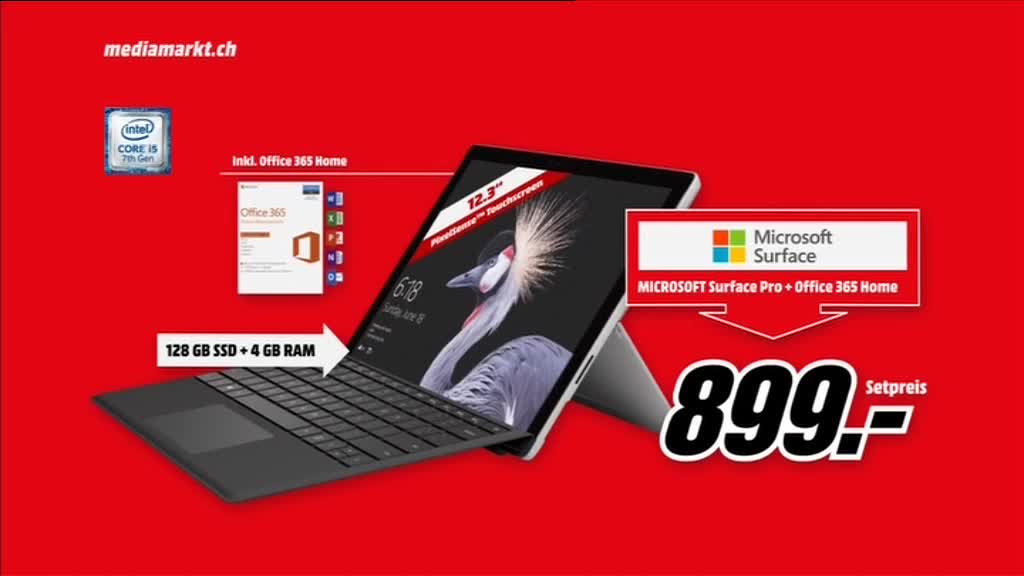 mediamarkt.ch
intel
CORE i5
7th Gen
Inkl. Office 365 Home
Office 365
12.3"
PixelSense™ Touchscreen
6:18
Sunday, June 18
Microsoft
Surface
MICROSOFT Surface Pro + Office 365 Home
128 GB SSD + 4 GB RAM
899.-
Setpreis